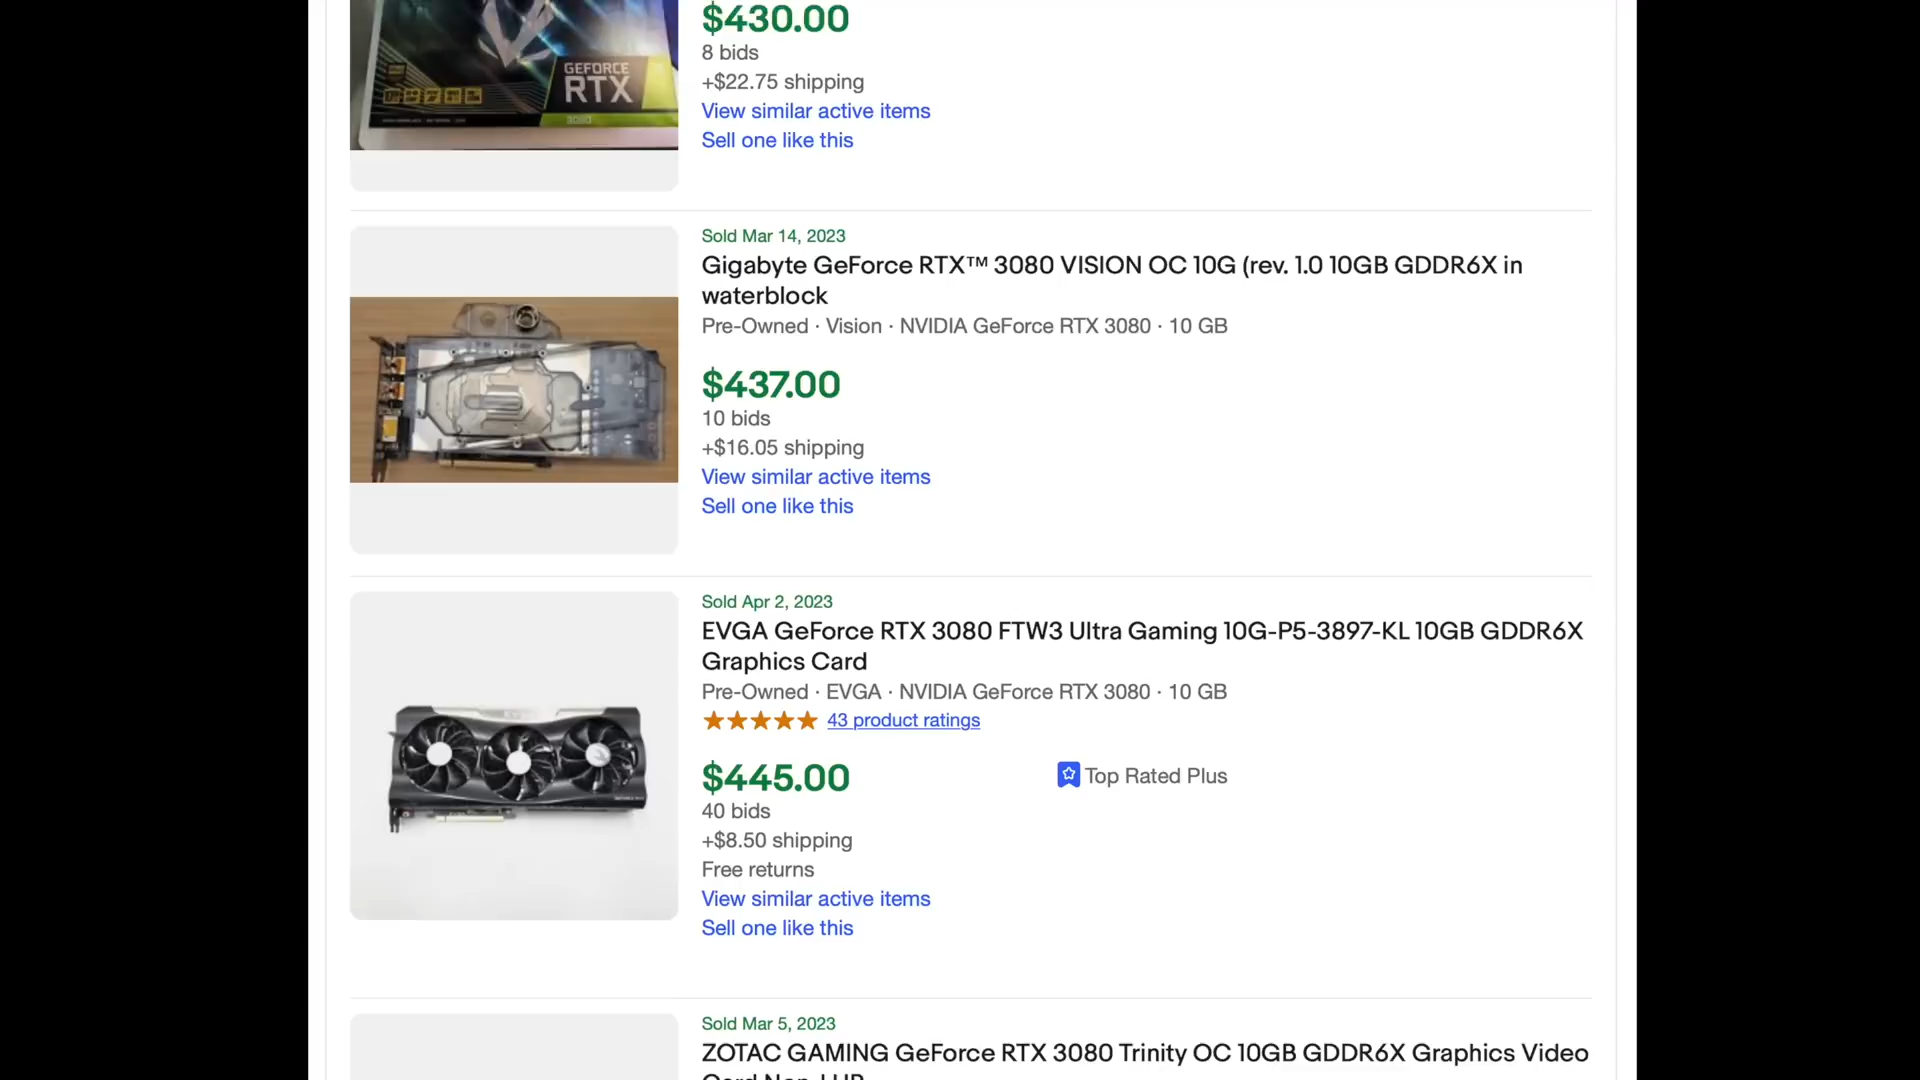 $430.00
8 bids
+$22.75 shipping
View similar active items
Sell one like this
GEFORCE
RTX
3080
Sold Mar 14, 2023
Gigabyte GeForce RTX™ 3080 VISION OC 10G (rev. 1.0 10GB GDDR6X in
waterblock
Pre-Owned · Vision · NVIDIA GeForce RTX 3080 · 10 GB
$437.00
10 bids
+$16.05 shipping
View similar active items
Sell one like this
Sold Apr 2, 2023
EVGA GeForce RTX 3080 FTW3 Ultra Gaming 10G-P5-3897-KL 10GB GDDR6X
Graphics Card
Pre-Owned · EVGA · NVIDIA GeForce RTX 3080 · 10 GB
43 product ratings
$445.00
Top Rated Plus
40 bids
+$8.50 shipping
Free returns
View similar active items
Sell one like this
Sold Mar 5, 2023
ZOTAC GAMING GeForce RTX 3080 Trinity OC 10GB GDDR6X Graphics Video